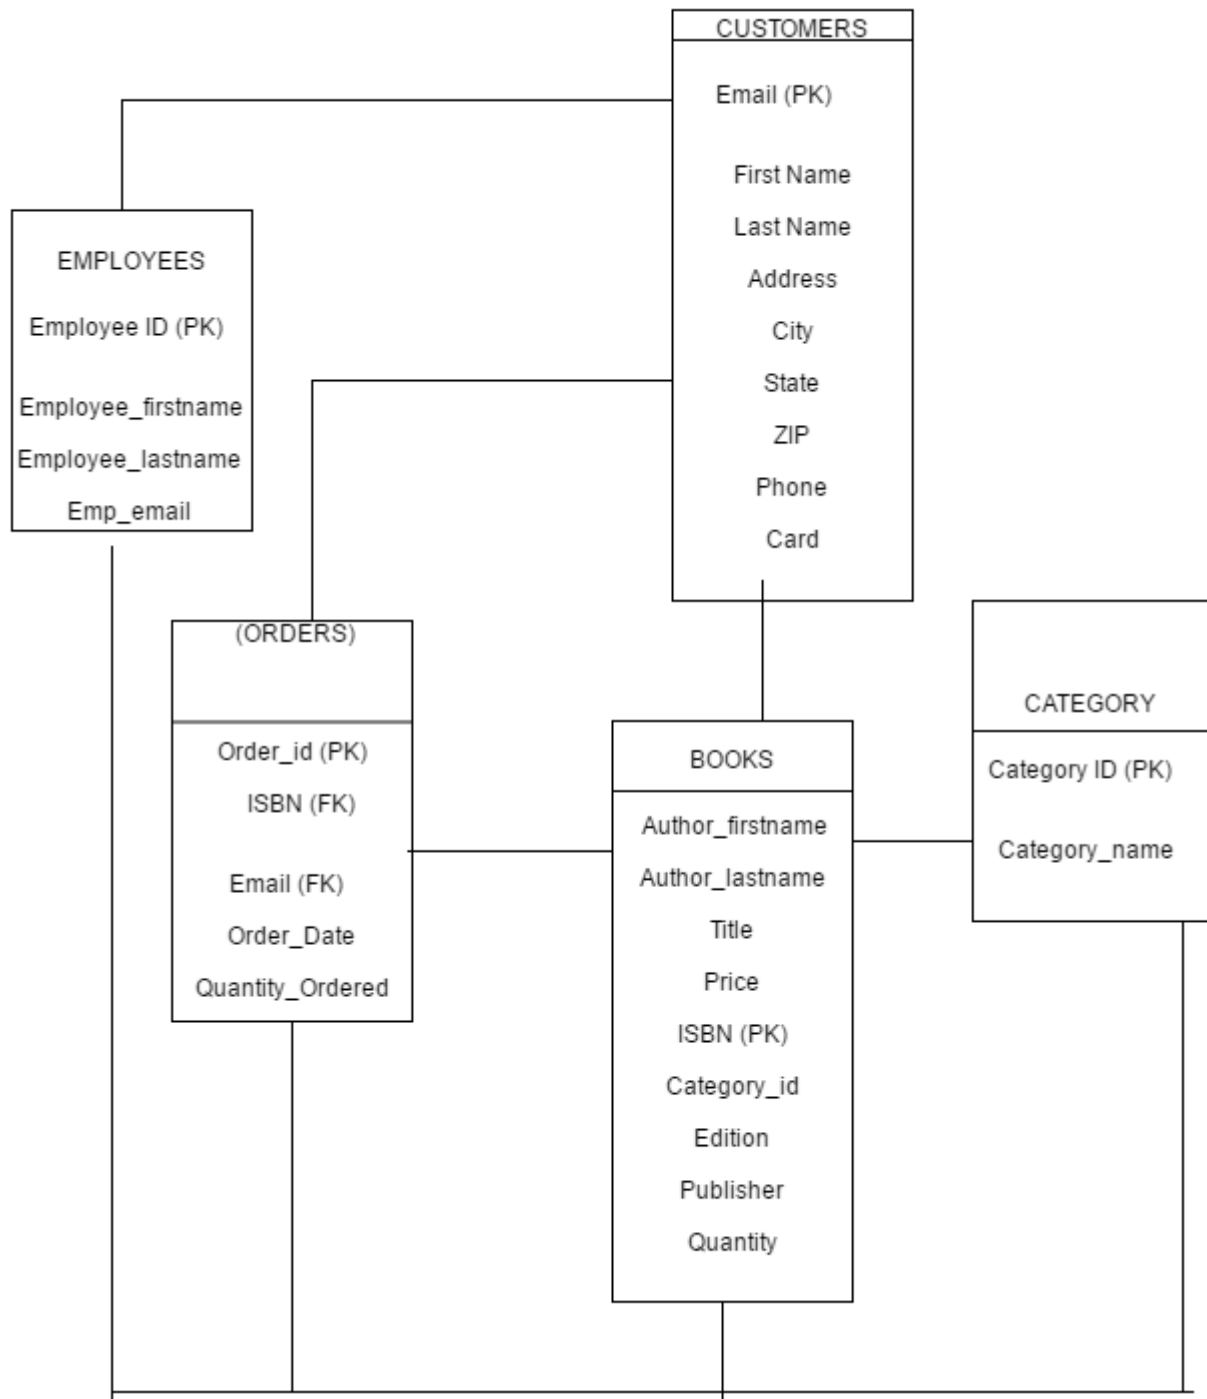 CUSTOMERS
Email (PK)
First Name
Last Name
Address
City
State
ZIP
Phone
Card
EMPLOYEES
Employee ID (PK)
Employee_firstname
Employee_lastname
Emp_email
(ORDERS)
Order_id (PK)
ISBN (FK)
Email (FK)
Order_Date
Quantity_Ordered
BOOKS
Author_firstname
Author_lastname
Title
Price
ISBN (PK)
Category_id
Edition
Publisher
Quantity
CATEGORY
Category ID (PK)
Category_name